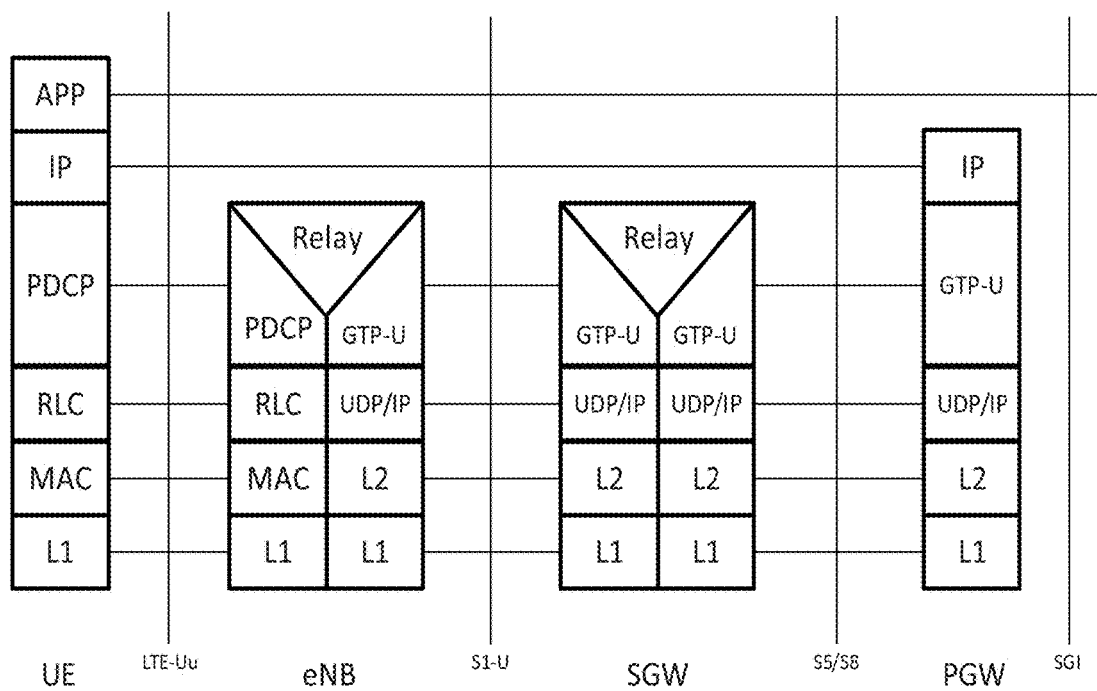 APP
IP
IP
Relay
Relay
PDCP
GTP-U
PDCP
GTP-U
GTP-U
GTP-U
RLC
RLC
UDP/IP
UDP/IP
UDP/IP
UDP/IP
MAC
MAC
L2
L2
L2
L2
L1
L1
L1
L1
L1
L1
UE
LTE-Uu
eNB
S1-U
SGW
S5/S8
PGW
SGI